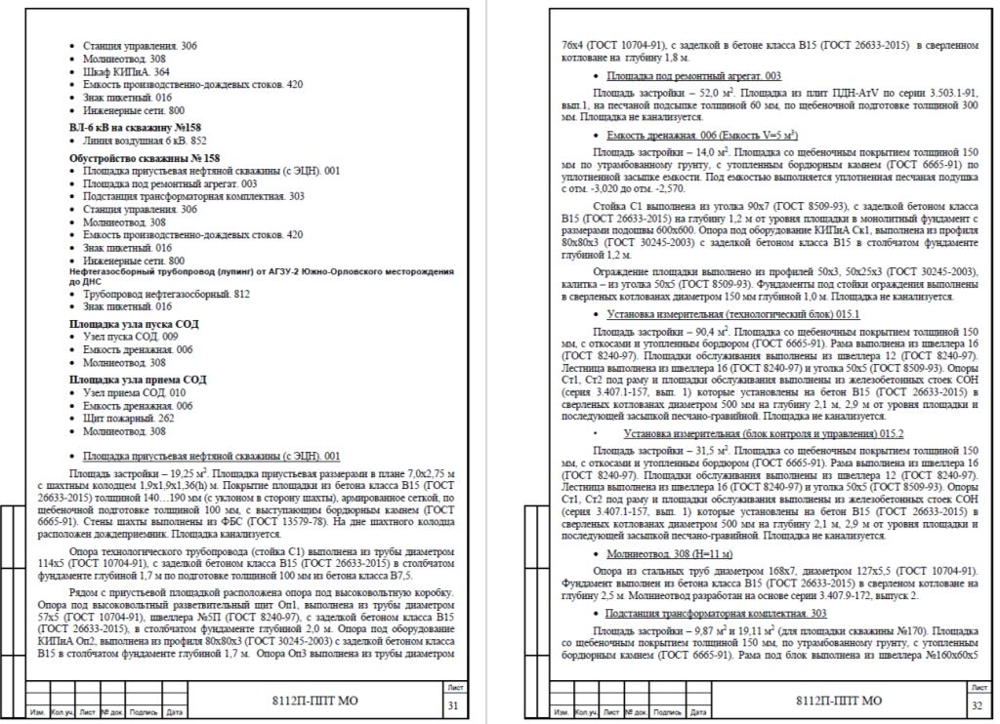 • Станция управления. 306
• Молниеотвод. 308
• Шкаф КИПиА. 364
• Емкость производственно-дождевых стоков. 420
• Знак пикетный. 016
• Инженерные сети. 800
ВЛ-6 кВ на скважину №158
• Линия воздушная 6 кВ. 852
Обустройство скважины № 158
• Площадка приустьевая нефтяной скважины (с ЭЦН). 001
• Площадка под ремонтный агрегат. 003
• Подстанция трансформаторная комплектная. 303
• Станция управления. 306
• Молниеотвод. 308
• Емкость производственно-дождевых стоков. 420
• Знак пикетный. 016
• Инженерные сети. 800
Нефтегазосборный трубопровод (лупинг) от АГЗУ-2 Южно-Орловского месторождения
до ДНС
• Трубопровод нефтегазосборный. 812
• Знак пикетный. 016
Площадка узла пуска СОД
• Узел пуска СОД. 009
• Емкость дренажная. 006
• Молниеотвод. 308
Площадка узла приема СОД
• Узел приема СОД. 010
• Емкость дренажная. 006
• Щит пожарный. 262
• Молниеотвод. 308
• Площадка приустьевая нефтяной скважины (с ЭЦН). 001
Площадь застройки – 19,25 м². Площадка приустьевая размерами в плане 7,0х2,75 м
с шахтным колодцем 1,9х1,9х1,36(h) м. Покрытие площадки из бетона класса В15 (ГОСТ
26633-2015) толщиной 140…190 мм (с уклоном в сторону шахты), армированное сеткой, по
щебеночной подготовке толщиной 100 мм, с выступающим бордюрным камнем (ГОСТ
6665-91). Стены шахты выполнены из ФБС (ГОСТ 13579-78). На дне шахтного колодца
расположен дождеприемник. Площадка канализуется.
Опора технологического трубопровода (стойка С1) выполнена из трубы диаметром
114х5 (ГОСТ 10704-91), с заделкой бетоном класса В15 (ГОСТ 26633-2015) в столбчатом
фундаменте глубиной 1,7 м по подготовке толщиной 100 мм из бетона класса В7,5.
Рядом с приустьевой площадкой расположена опора под высоковольтную коробку.
Опора под высоковольтный разветвительный щит Оп1, выполнена из трубы диаметром
57х5 (ГОСТ 10704-91), швеллера №5П (ГОСТ 8240-97), с заделкой бетоном класса В15
(ГОСТ 26633-2015), в столбчатом фундаменте глубиной 2,0 м. Опора под оборудование
КИПиА Оп2, выполнена из профиля 80х80х3 (ГОСТ 30245-2003) с заделкой бетоном класса
В15 в столбчатом фундаменте глубиной 1,7 м. Опора Оп3 выполнена из трубы диаметром
Изм. Кол.уч. Лист № док. Подпись Дата
8112П-ППТ МО
Лист
31
76х4 (ГОСТ 10704-91), с заделкой в бетоне класса В15 (ГОСТ 26633-2015) в сверленном
котловане на глубину 1,8 м.
• Площадка под ремонтный агрегат. 003
Площадь застройки – 52,0 м². Площадка из плит ПДН-АтV по серии 3.503.1-91,
вып.1, на песчаной подсыпке толщиной 60 мм, по щебеночной подготовке толщиной 300
мм. Площадка не канализуется.
• Емкость дренажная. 006 (Емкость V=5 м³)
Площадь застройки – 14,0 м². Площадка со щебеночным покрытием толщиной 150
мм по утрамбованному грунту, с утопленным бордюрным камнем (ГОСТ 6665-91) по
уплотненной засыпке емкости. Под емкостью выполняется уплотненная песчаная подушка
с отм. -3,020 до отм. -2,570.
Стойка С1 выполнена из уголка 90х7 (ГОСТ 8509-93), с заделкой бетоном класса
В15 (ГОСТ 26633-2015) на глубину 1,2 м от уровня площадки в монолитный фундамент с
размерами подошвы 600х600. Опора под оборудование КИПиА Ск1, выполнена из профиля
80х80х3 (ГОСТ 30245-2003) с заделкой бетоном класса В15 в столбчатом фундаменте
глубиной 1,2 м.
Ограждение площадки выполнено из профилей 50х3, 50х25х3 (ГОСТ 30245-2003),
калитка – из уголка 50х5 (ГОСТ 8509-93). Фундаменты под стойки ограждения выполнены
в сверленых котлованах диаметром 150 мм глубиной 1,0 м. Площадка не канализуется.
• Установка измерительная (технологический блок) 015.1
Площадь застройки – 90,4 м². Площадка со щебеночным покрытием толщиной 150
мм, с откосами и утопленным бордюром (ГОСТ 6665-91). Рама выполнена из швеллера 16
(ГОСТ 8240-97). Площадки обслуживания выполнены из швеллера 12 (ГОСТ 8240-97).
Лестница выполнена из швеллера 16 (ГОСТ 8240-97) и уголка 50х5 (ГОСТ 8509-93). Опоры
Ст1, Ст2 под раму и площадки обслуживания выполнены из железобетонных стоек СОН
(серия 3.407.1-157, вып. 1) которые установлены на бетон В15 (ГОСТ 26633-2015) в
сверленых котлованах диаметром 500 мм на глубину 2,1 м, 2,9 м от уровня площадки и
последующей засыпкой песчано-гравийной. Площадка не канализуется.
• Установка измерительная (блок контроля и управления) 015.2
Площадь застройки – 31,5 м². Площадка со щебеночным покрытием толщиной 150
мм, с откосами и утопленным бордюром (ГОСТ 6665-91). Рама выполнена из швеллера 16
(ГОСТ 8240-97). Площадки обслуживания выполнены из швеллера 12 (ГОСТ 8240-97).
Лестница выполнена из швеллера 16 (ГОСТ 8240-97) и уголка 50х5 (ГОСТ 8509-93). Опоры
Ст1, Ст2 под раму и площадки обслуживания выполнены из железобетонных стоек СОН
(серия 3.407.1-157, вып. 1) которые установлены на бетон В15 (ГОСТ 26633-2015) в
сверленых котлованах диаметром 500 мм на глубину 2,1 м, 2,9 м от уровня площадки и
последующей засыпкой песчано-гравийной. Площадка не канализуется.
• Молниеотвод. 308 (Н=11 м)
Опора из стальных труб диаметром 168х7, диаметром 127х5,5 (ГОСТ 10704-91).
Фундамент выполнен из бетона класса В15 (ГОСТ 26633-2015) в сверленом котловане на
глубину 2,5 м. Молниеотвод разработан на основе серии 3.407.9-172, выпуск 2.
• Подстанция трансформаторная комплектная. 303
Площадь застройки – 9,87 м² и 19,11 м² (для площадки скважины №170). Площадка
со щебеночным покрытием толщиной 150 мм, по утрамбованному грунту, с утопленным
бордюрным камнем (ГОСТ 6665-91). Рама под блок выполнена из швеллера №160х60х5
Изм. Кол.уч. Лист № док. Подпись Дата
8112П-ППТ МО
Лист
32